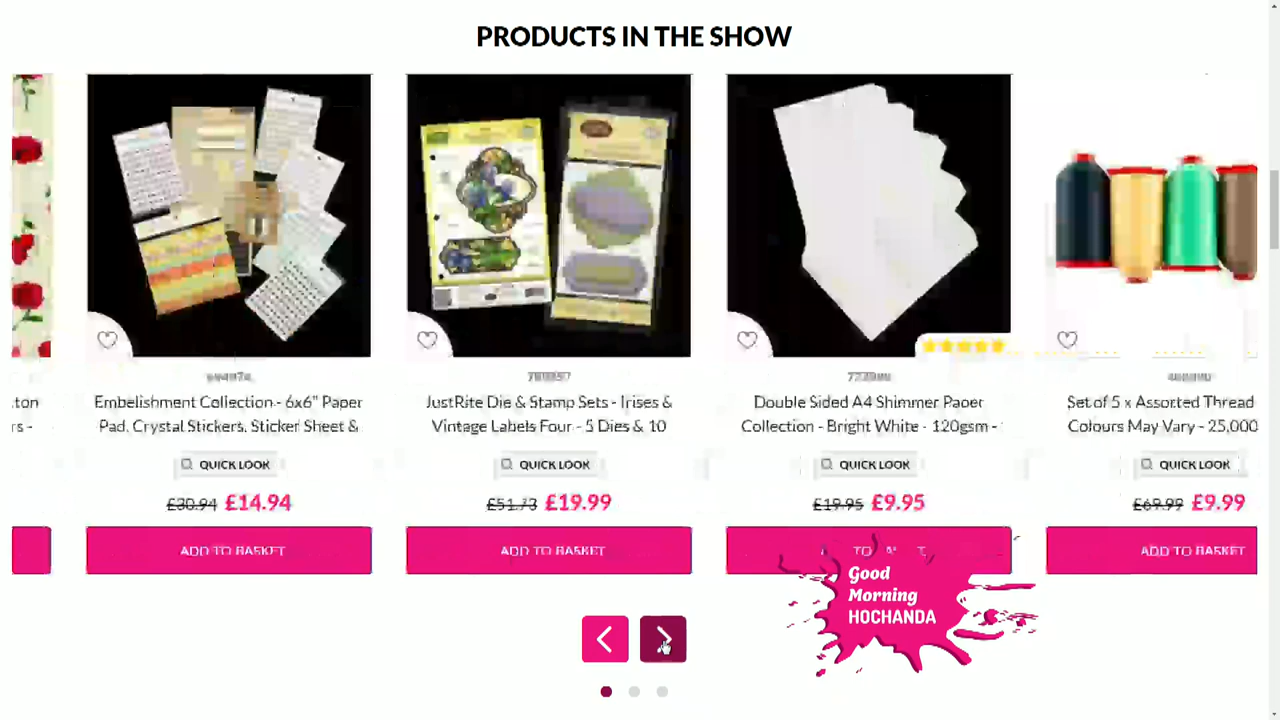 PRODUCTS IN THE SHOW
Embelishment Collection - 6x6" Paper
Pad, Crystal Stickers, Sticker Sheet &
QUICK LOOK
£30.94 £14.94
ADD TO BASKET
JustRite Die & Stamp Sets - Irises &
Vintage Labels Four - 5 Dies & 10
QUICK LOOK
£51.73 £19.99
ADD TO BASKET
Double Sided A4 Shimmer Paper
Collection - Bright White - 120gsm -
QUICK LOOK
£19.95 £9.95
TO
Set of 5 x Assorted Thread
Colours May Vary - 25,000
QUICK LOOK
£69.99 £9.99
ADD TO BASKET
Good
Morning
HOCHANDA